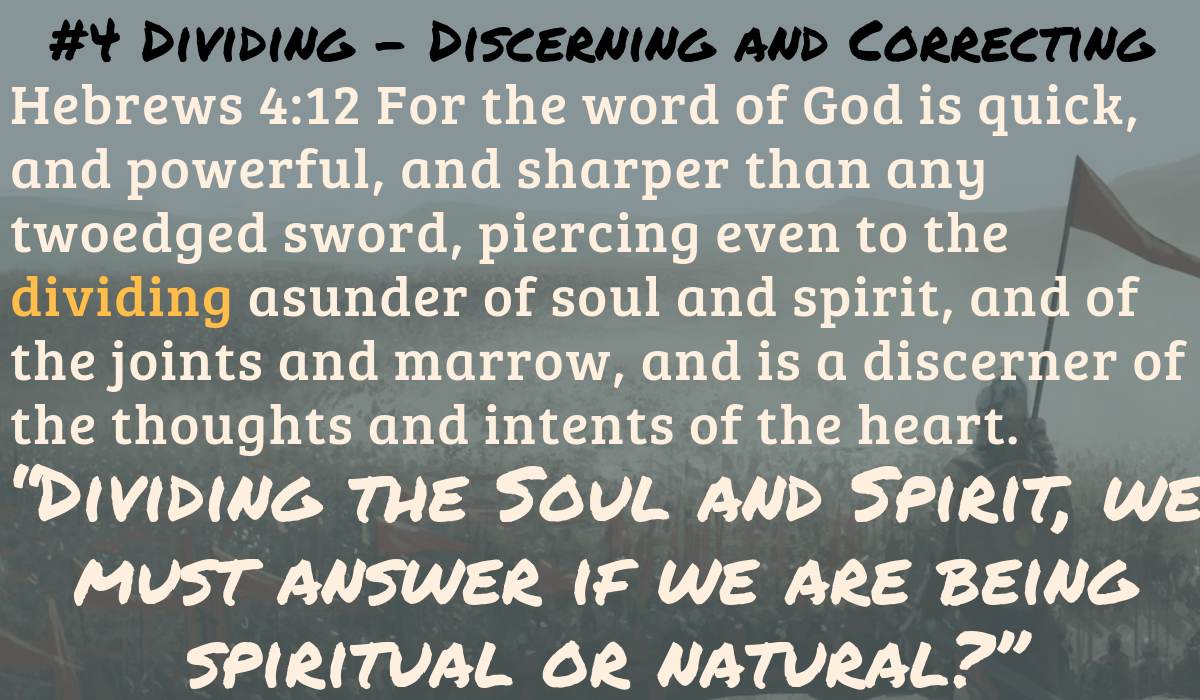 #4 Dividing – Discerning and Correcting
Hebrews 4:12 For the word of God is quick,
and powerful, and sharper than any
twoedged sword, piercing even to the
dividing asunder of soul and spirit, and of
the joints and marrow, and is a discerner of
the thoughts and intents of the heart.
“Dividing the Soul and Spirit, we
must answer if we are being
spiritual or natural?”